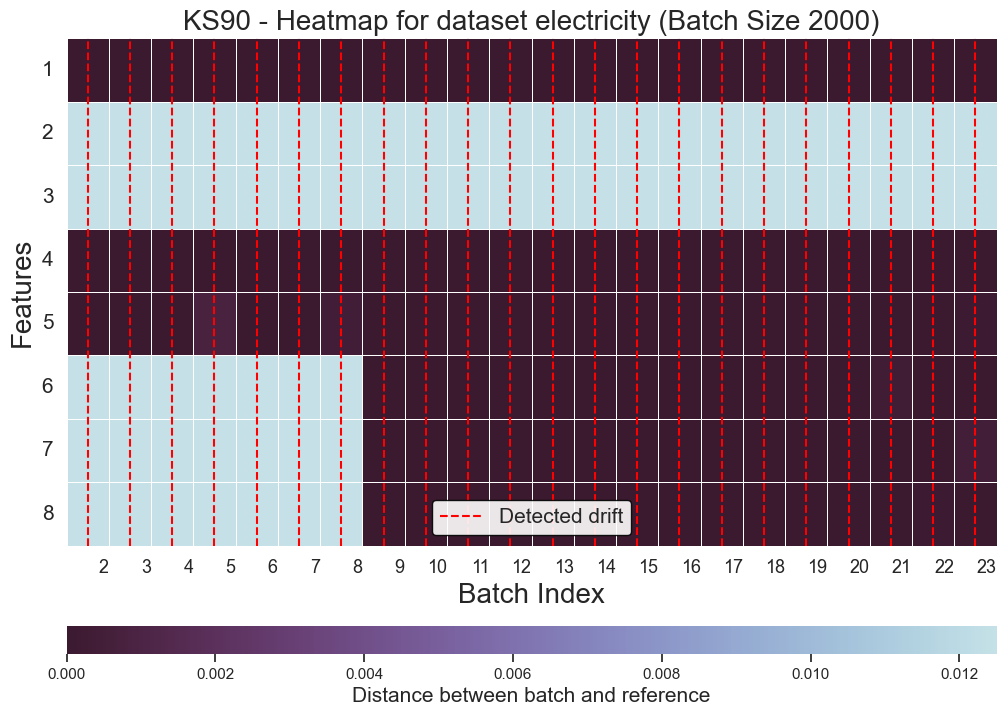 KS90 - Heatmap for dataset electricity (Batch Size 2000)
1
2
3
4
5
6
7
8
Features
Detected drift
2 3 4 5 6 7 8 9 10 11 12 13 14 15 16 17 18 19 20 21 22 23
Batch Index
0.000 0.002 0.004 0.006 0.008 0.010 0.012
Distance between batch and reference